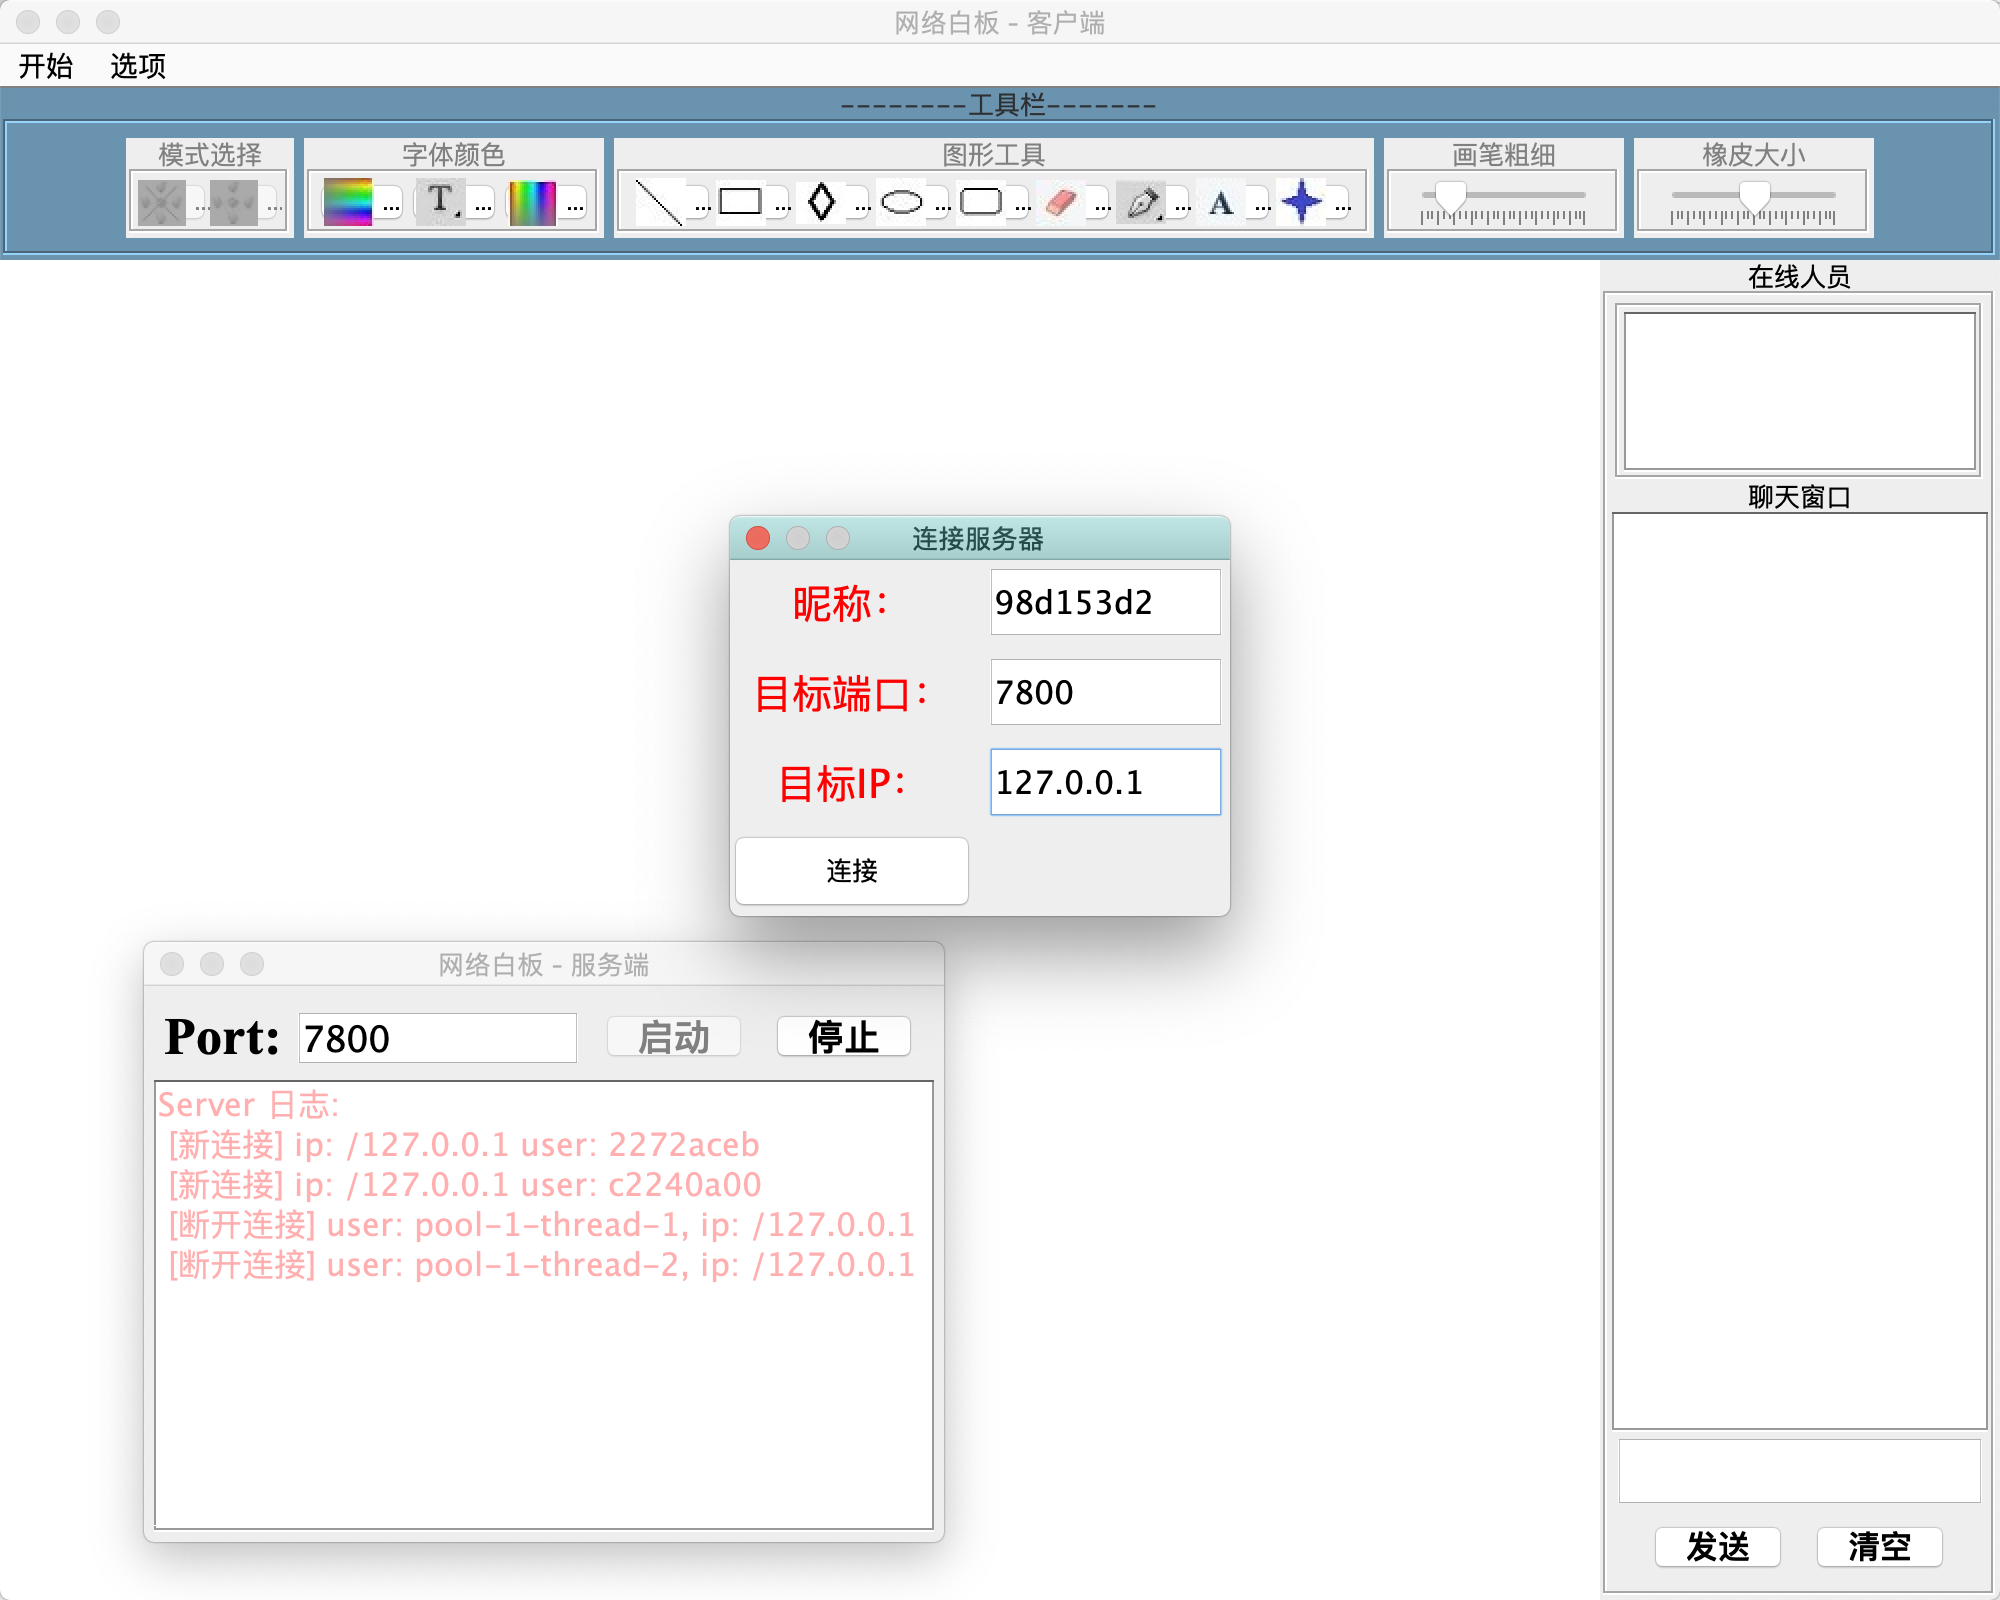 网络白板 - 客户端
开始 选项
--------工具栏-------
模式选择 字体颜色 图形工具 画笔粗细 橡皮大小
... ... ... T ... ... ... ... ... ... ... ... ... A ... ...
在线人员
聊天窗口
连接服务器
昵称: 98d153d2
目标端口: 7800
目标IP: 127.0.0.1
连接
网络白板 - 服务端
Port: 7800 启动 停止
Server 日志:
[新连接] ip: /127.0.0.1 user: 2272aceb
[新连接] ip: /127.0.0.1 user: c2240a00
[断开连接] user: pool-1-thread-1, ip: /127.0.0.1
[断开连接] user: pool-1-thread-2, ip: /127.0.0.1
发送 清空